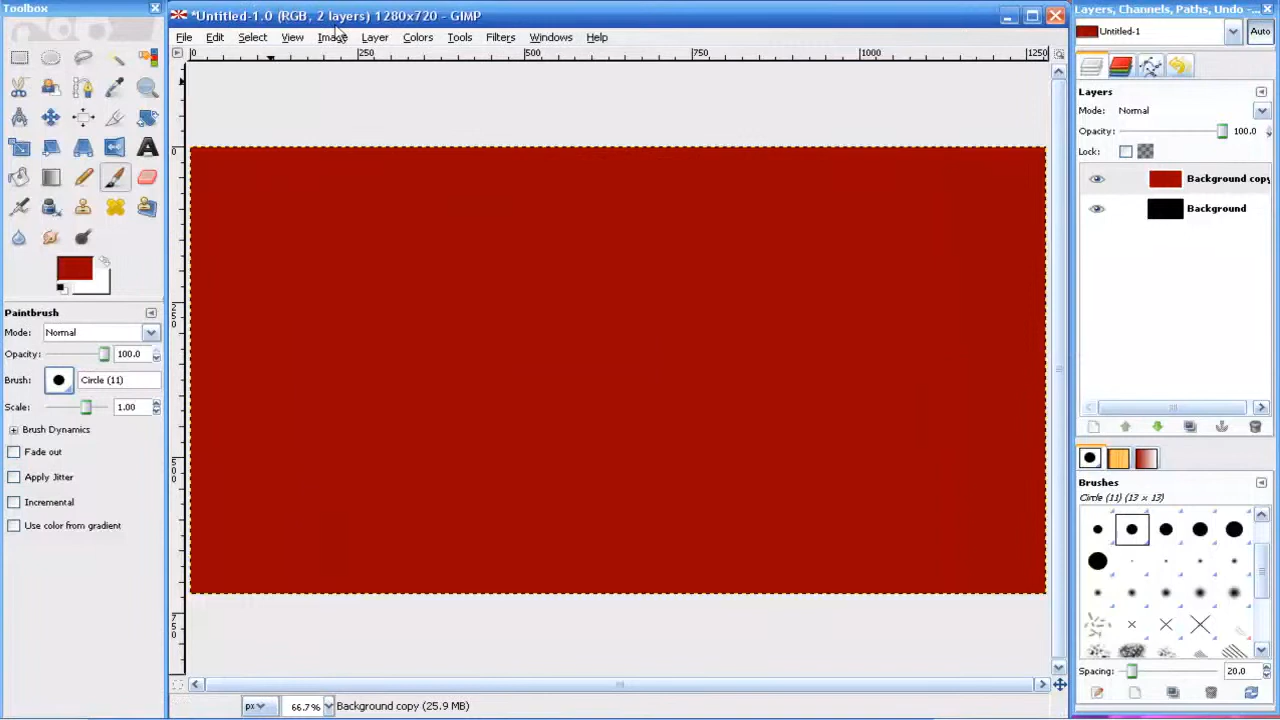 Toolbox
*Untitled-1.0 (RGB, 2 layers) 1280x720 - GIMP
Layers, Channels, Paths, Undo -
File Edit Select View Image Layer Colors Tools Filters Windows Help
Untitled-1 Auto
250 500 750 1000 1250
Layers
Mode: Normal
Opacity: 100.0
Lock:
Background copy
Background
0
250
500
750
Paintbrush
Mode: Normal
Opacity: 100.0
Brush: Circle (11)
Scale: 1.00
Brush Dynamics
Fade out
Apply Jitter
Incremental
Use color from gradient
Brushes
Circle (11) (13 × 13)
Spacing: 20.0
px 66.7% Background copy (25.9 MB)